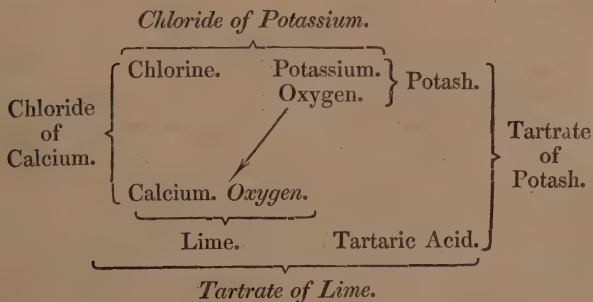 Chloride of Potassium.
Chlorine. Potassium.
Oxygen.
Potash.
Chloride
of
Calcium.
Tartrate
of
Potash.
Calcium. Oxygen.
Lime. Tartaric Acid.
Tartrate of Lime.